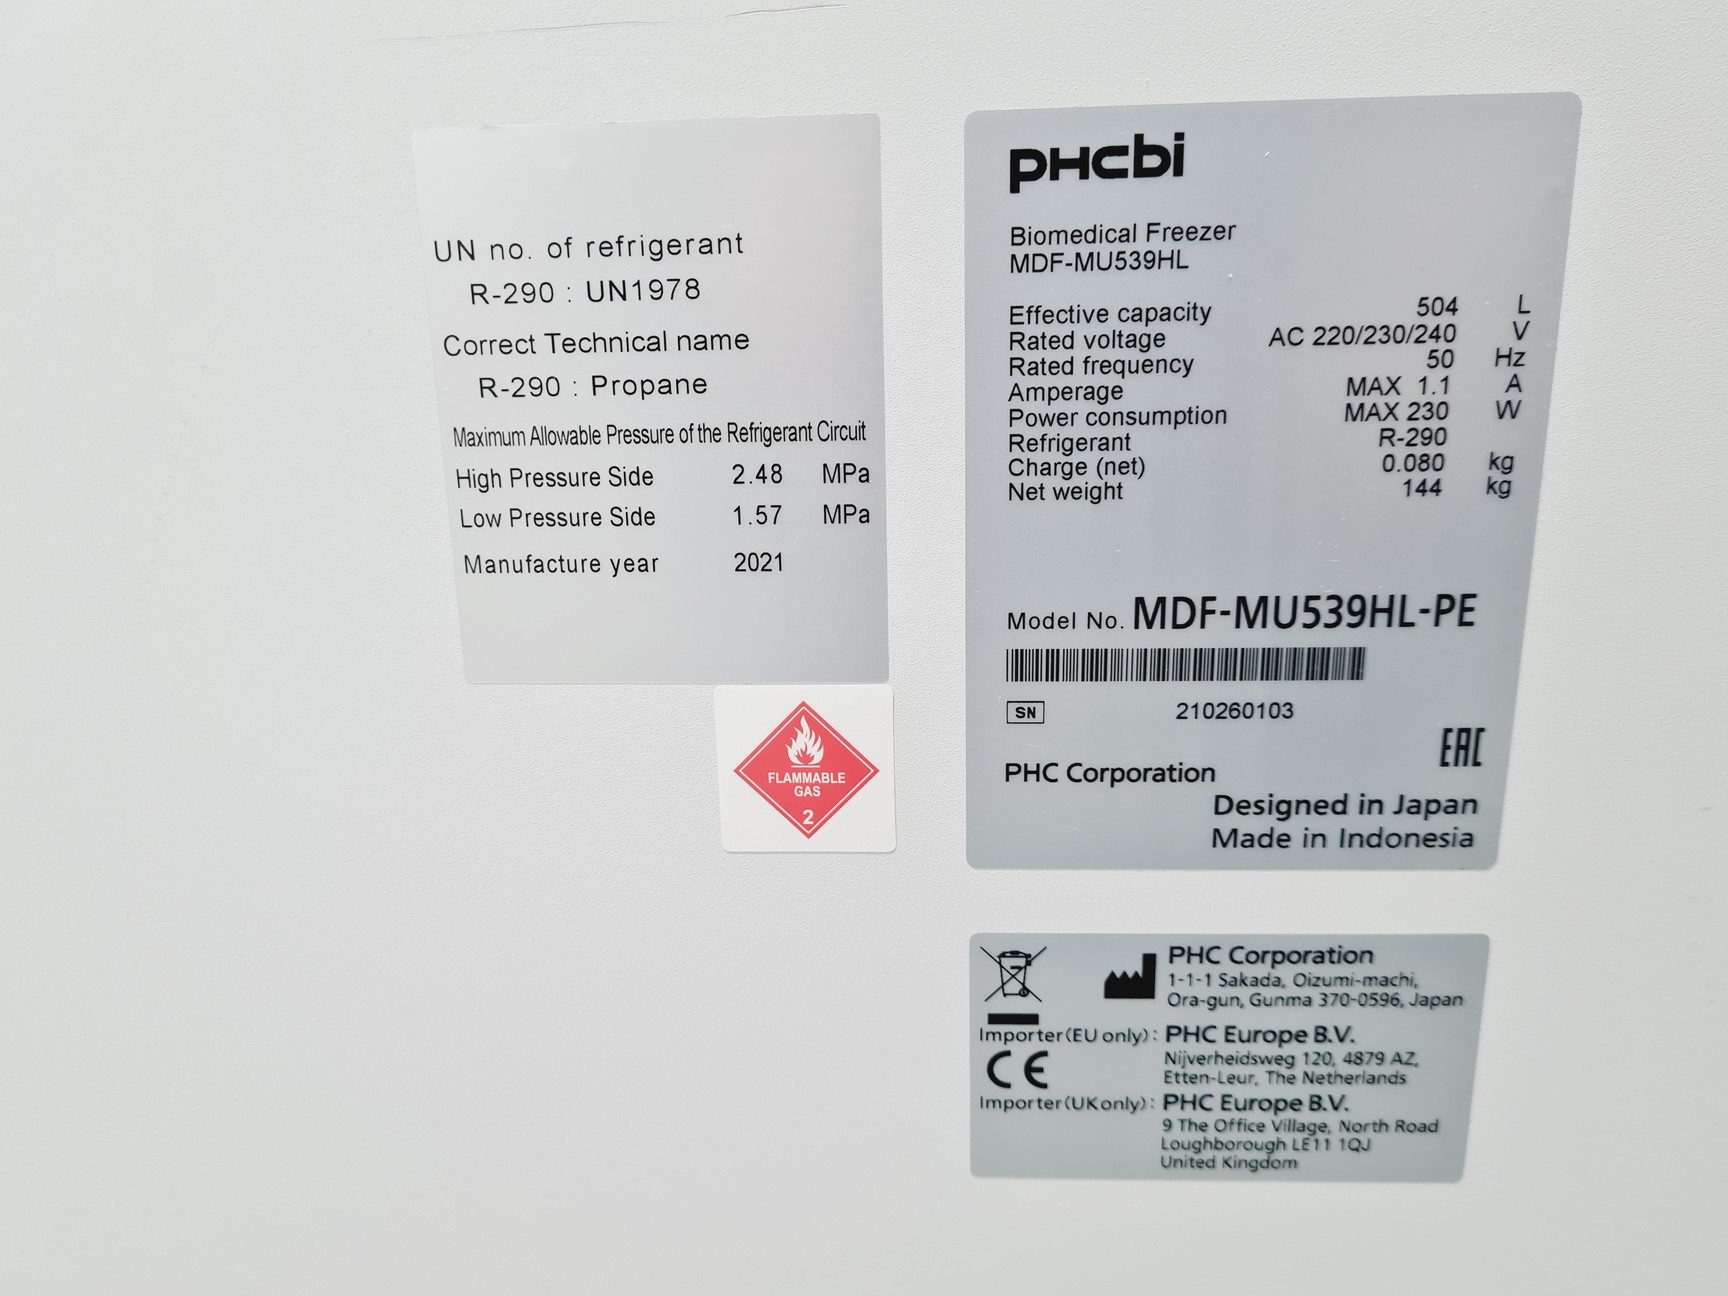 UN no. of refrigerant
R-290 : UN1978
Correct Technical name
R-290 : Propane
Maximum Allowable Pressure of the Refrigerant Circuit
High Pressure Side 2.48 MPa
Low Pressure Side 1.57 MPa
Manufacture year 2021
FLAMMABLE
GAS
2
PHCbi
Biomedical Freezer
MDF-MU539HL
Effective capacity 504 L
Rated voltage AC 220/230/240 V
Rated frequency 50 Hz
Amperage MAX 1.1 A
Power consumption MAX 230 W
Refrigerant R-290
Charge (net) 0.080 kg
Net weight 144 kg
Model No. MDF-MU539HL-PE
SN 210260103
EAC
PHC Corporation
Designed in Japan
Made in Indonesia
PHC Corporation
1-1-1 Sakada, Oizumi-machi,
Ora-gun, Gunma 370-0596, Japan
Importer(EU only): PHC Europe B.V.
Nijverheidsweg 120, 4879 AZ,
Etten-Leur, The Netherlands
CE
Importer(UK only): PHC Europe B.V.
9 The Office Village, North Road
Loughborough LE11 1QJ
United Kingdom